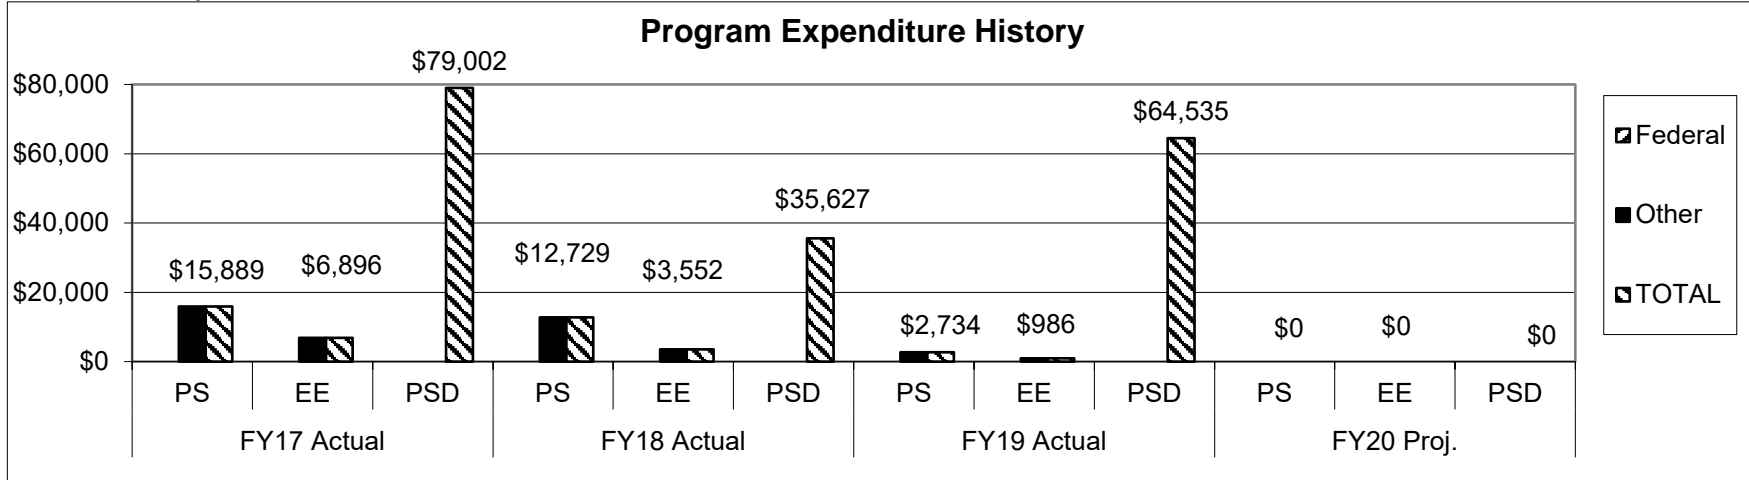 Program Expenditure History
$79,002
$80,000
$64,535
$60,000
$35,627
$40,000
$15,889 $6,896 $12,729 $3,552
$20,000
$2,734 $986 $0 $0 $0
$0
PS EE PSD PS EE PSD PS EE PSD PS EE PSD
FY17 Actual FY18 Actual FY19 Actual FY20 Proj.
Federal
Other
TOTAL